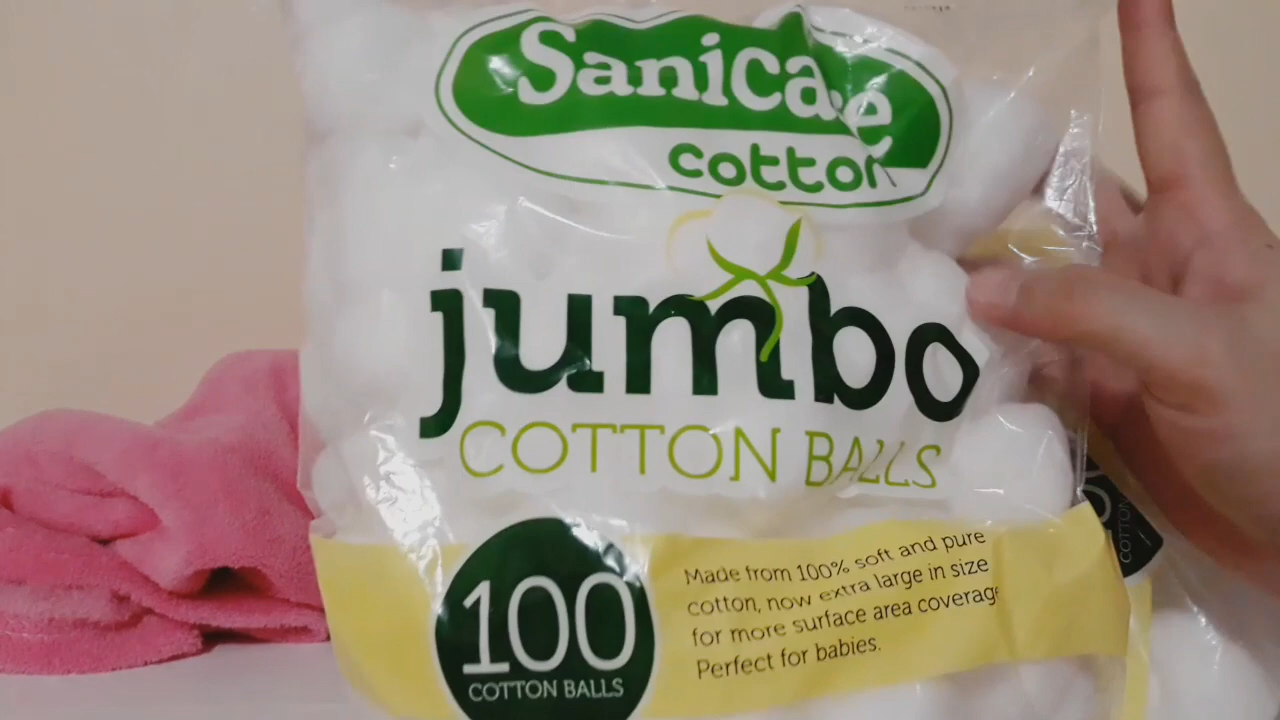 Sanicare
cotton
jumbo
COTTON BALLS
100
COTTON BALLS
Made from 100% soft and pure
cotton, now extra large in size
for more surface area coverage
Perfect for babies.
COTTON